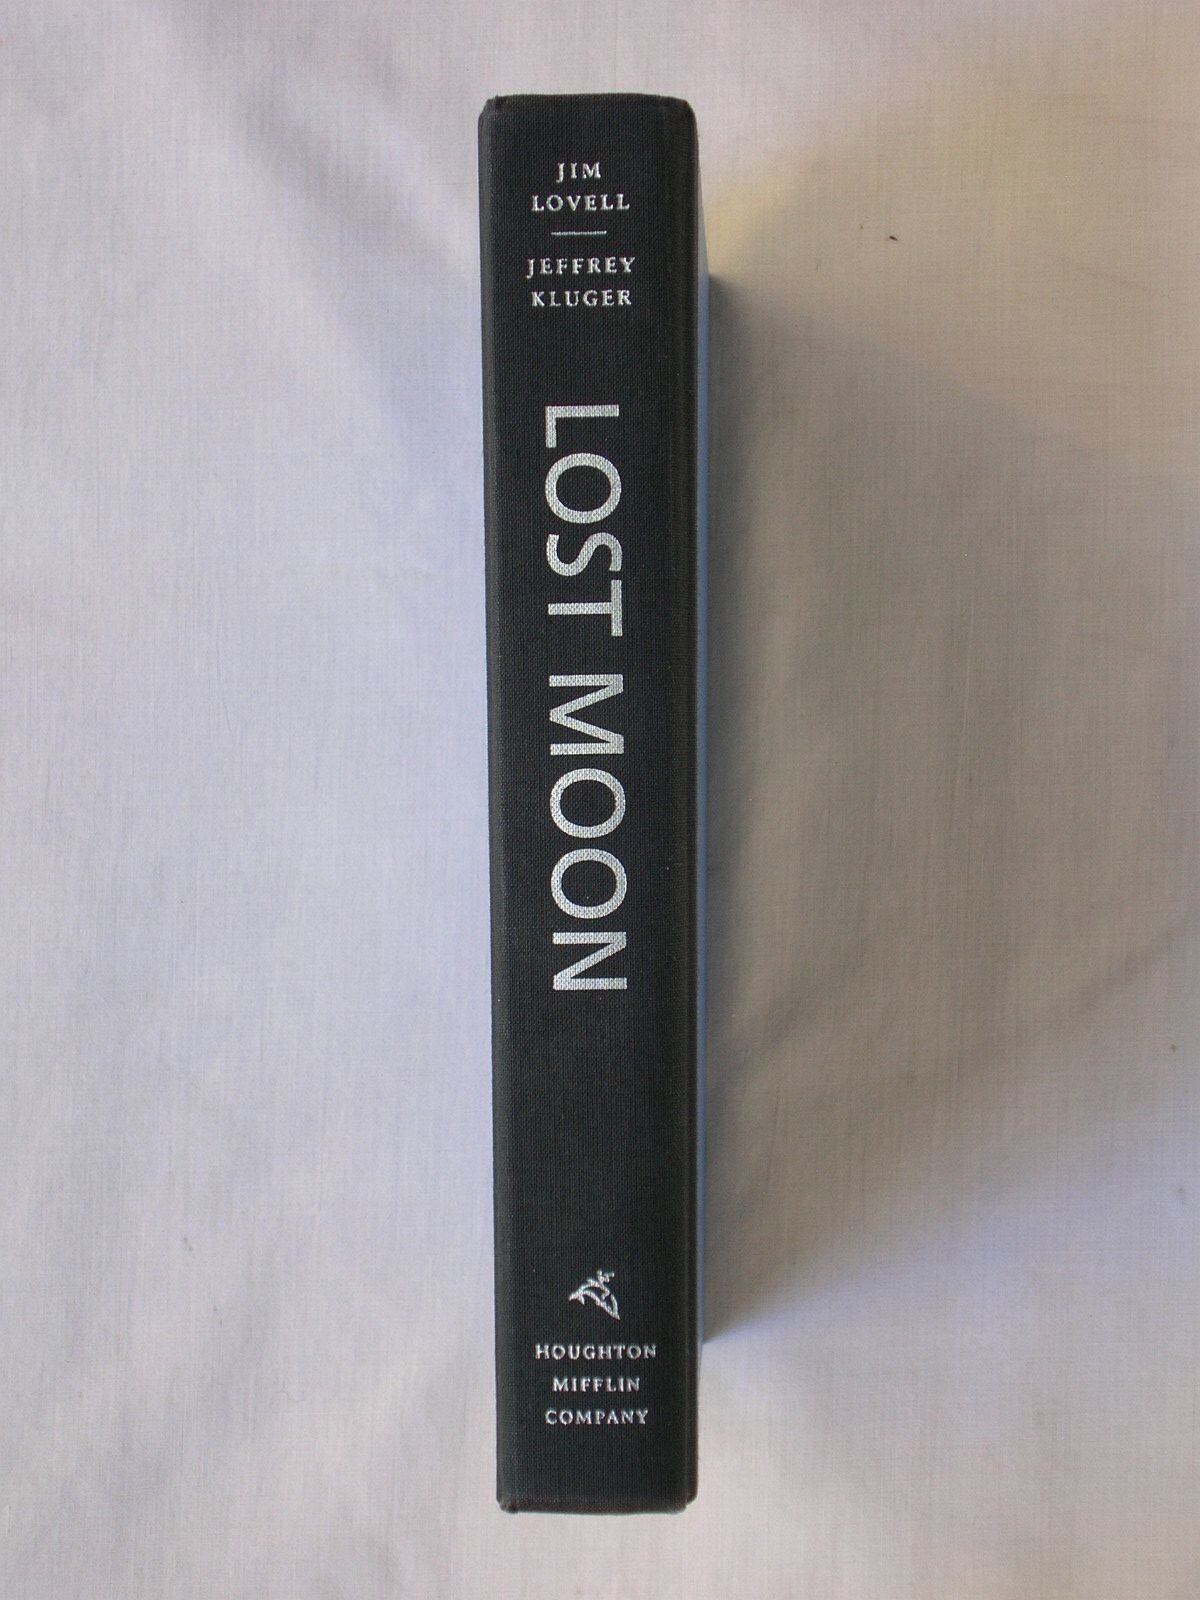 JIM
LOVELL
JEFFREY
KLUGER
LOST MOON
HOUGHTON
MIFFLIN
COMPANY